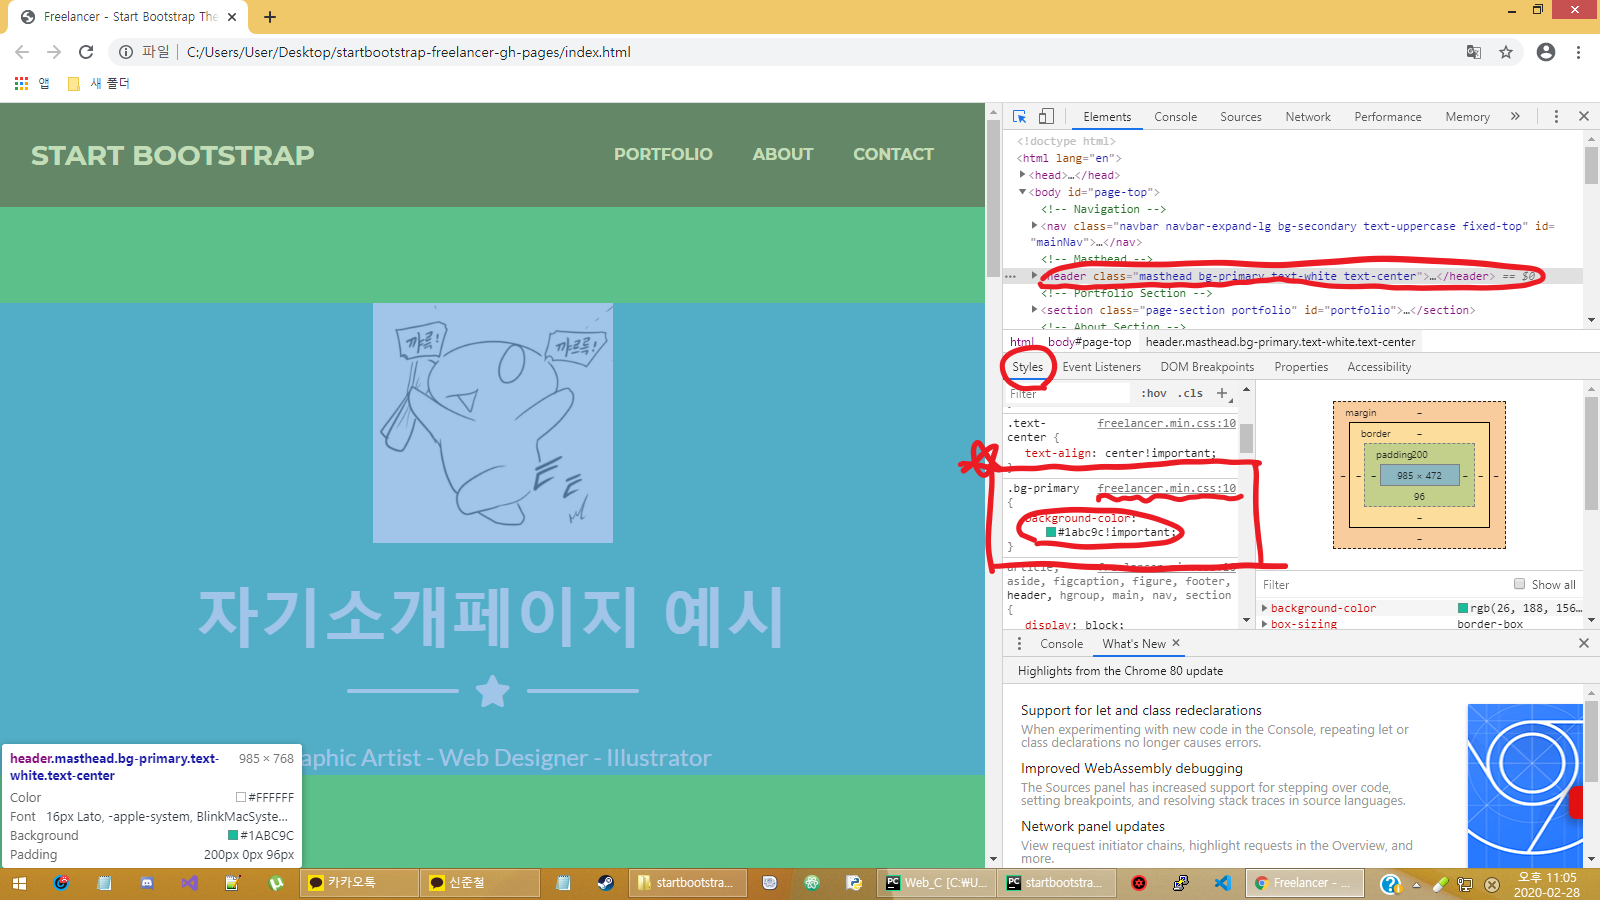 Freelancer - Start Bootstrap The
파일
C:/Users/User/Desktop/startbootstrap-freelancer-gh-pages/index.html
앱
새 폴더
START BOOTSTRAP
PORTFOLIO
ABOUT
CONTACT
꺄르륵!
꺄르륵!
자기소개페이지 예시
aphic Artist - Web Designer - Illustrator
header.masthead.bg-primary.text-white.text-center
985 × 768
Color
#FFFFFF
Font
16px Lato, -apple-system, BlinkMacSyste...
Background
#1ABC9C
Padding
200px 0px 96px
Elements
Console
Sources
Network
Performance
Memory
<!doctype html>
<html lang="en">
<head>…</head>
<body id="page-top">
<!-- Navigation -->
<nav class="navbar navbar-expand-lg bg-secondary text-uppercase fixed-top" id=
"mainNav">…</nav>
<!-- Masthead -->
<header class="masthead bg-primary text-white text-center">…</header> == $0
<!-- Portfolio Section -->
<section class="page-section portfolio" id="portfolio">…</section>
<!-- About Section -->
html
body#page-top
header.masthead.bg-primary.text-white.text-center
Styles
Event Listeners
DOM Breakpoints
Properties
Accessibility
Filter
:hov
.cls
.text-center {
freelancer.min.css:10
text-align: center!important;
}
.bg-primary
freelancer.min.css:10
{
background-color:
#1abc9c!important;
}
article,
freelancer.min.css:10
aside, figcaption, figure, footer,
header, hgroup, main, nav, section
{
display: block;
margin
–
border
–
padding200
985 × 472
96
–
–
Filter
Show all
background-color
rgb(26, 188, 156…
box-sizing
border-box
Console
What's New
Highlights from the Chrome 80 update
Support for let and class redeclarations
When experimenting with new code in the Console, repeating let or
class declarations no longer causes errors.
Improved WebAssembly debugging
The Sources panel has increased support for stepping over code,
setting breakpoints, and resolving stack traces in source languages.
Network panel updates
View request initiator chains, highlight requests in the Overview, and
more.
카카오톡
신준철
startbootstra...
Web_C [C:₩U...
startbootstra...
Freelancer - ...
오후 11:05
2020-02-28